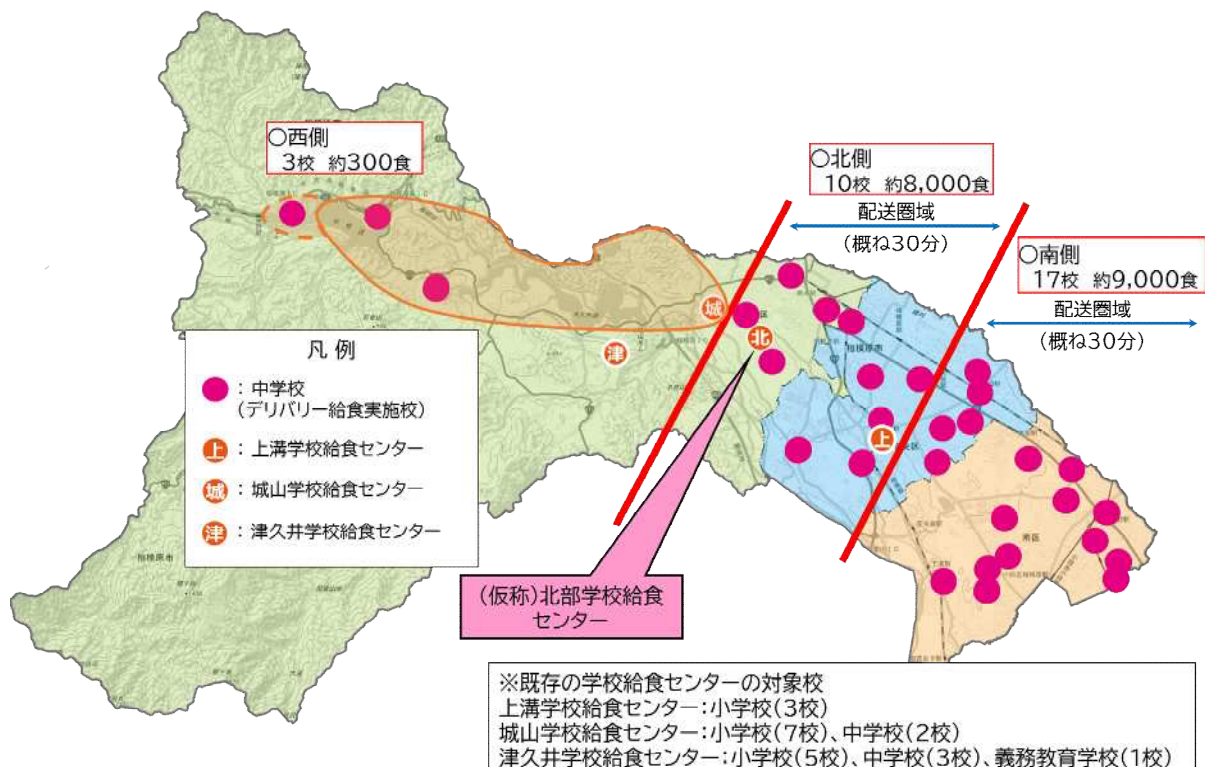 ○西側
3校 約300食
○北側
10校 約8,000食
配送圏域
(概ね30分)
○南側
17校 約9,000食
配送圏域
(概ね30分)
城
北
津
上
相模原市
南区
相模原市
凡 例
:中学校
(デリバリー給食実施校)
上:上溝学校給食センター
城:城山学校給食センター
津:津久井学校給食センター
(仮称)北部学校給食
センター
※既存の学校給食センターの対象校
上溝学校給食センター:小学校(3校)
城山学校給食センター:小学校(7校)、中学校(2校)
津久井学校給食センター:小学校(5校)、中学校(3校)、義務教育学校(1校)